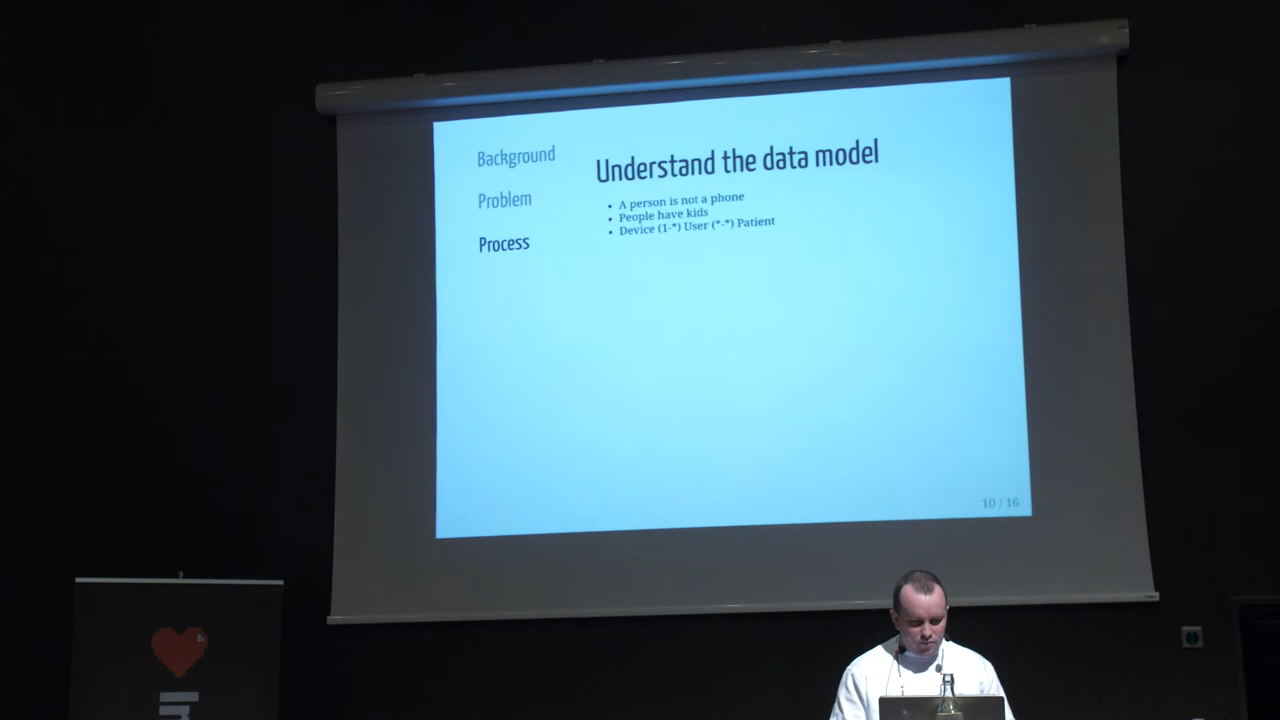 Background
Problem
Process
Understand the data model
• A person is not a phone
• People have kids
• Device (1-*) User (*-*) Patient
10 / 16